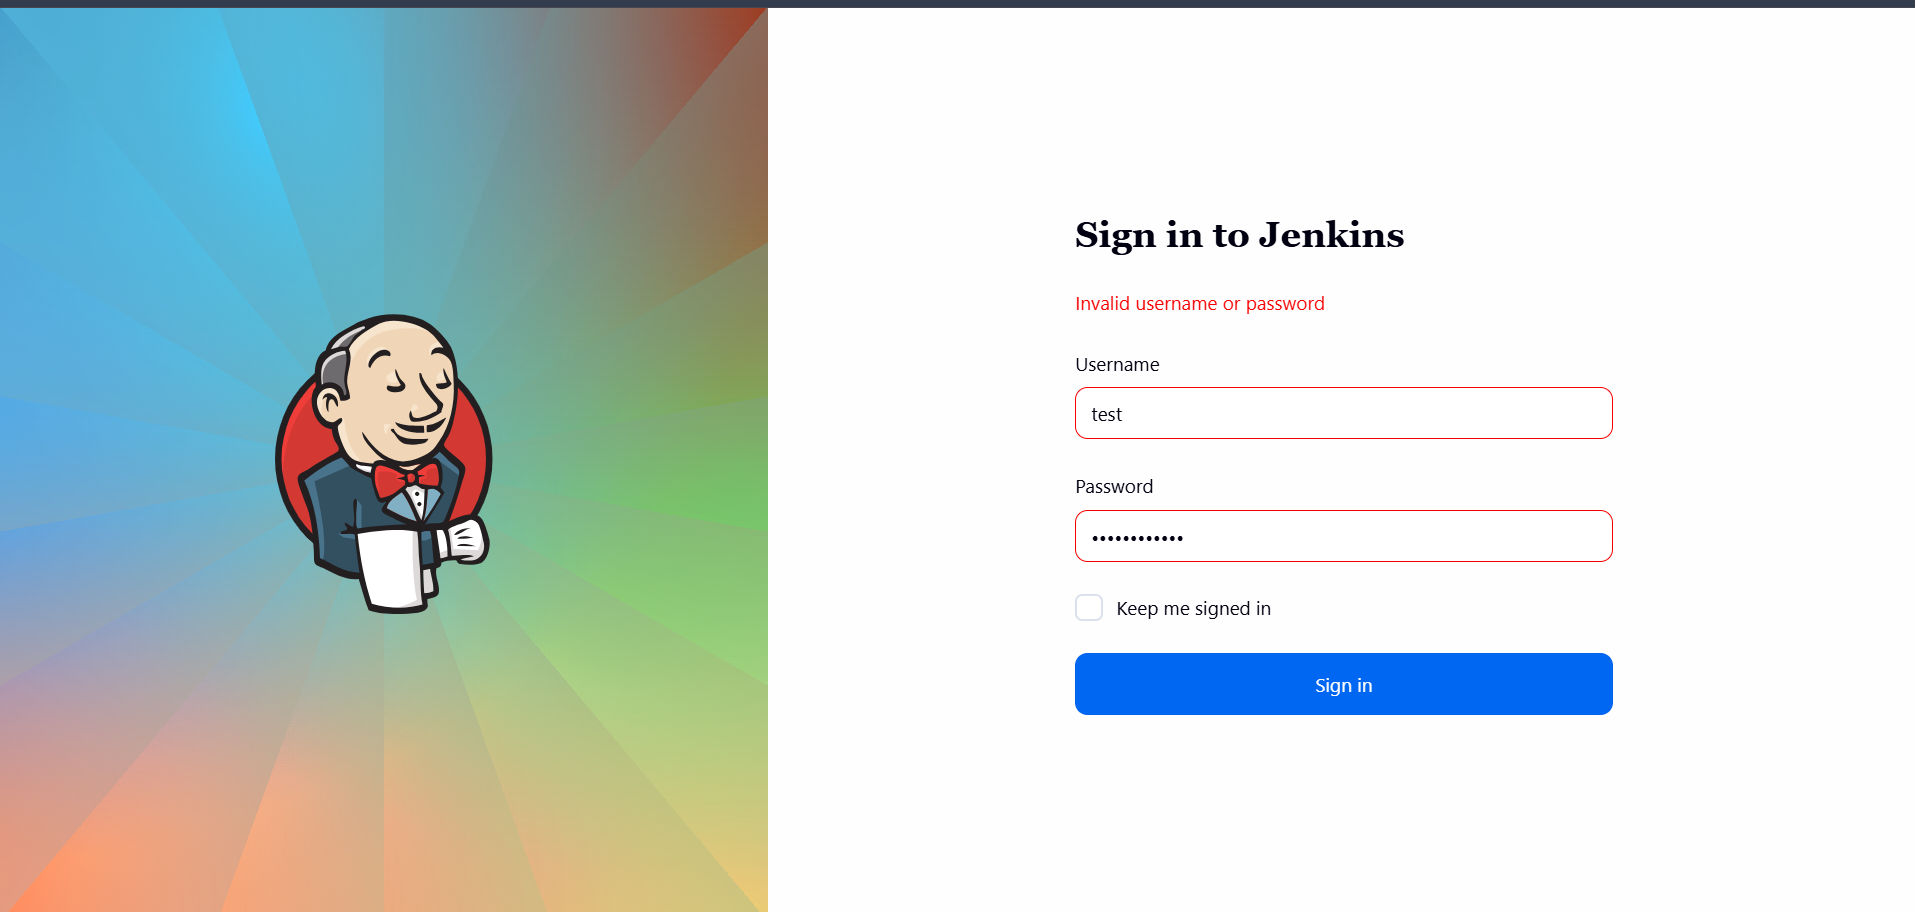 Sign in to Jenkins
Invalid username or password
Username
test
Password
••••••••••••
Keep me signed in
Sign in